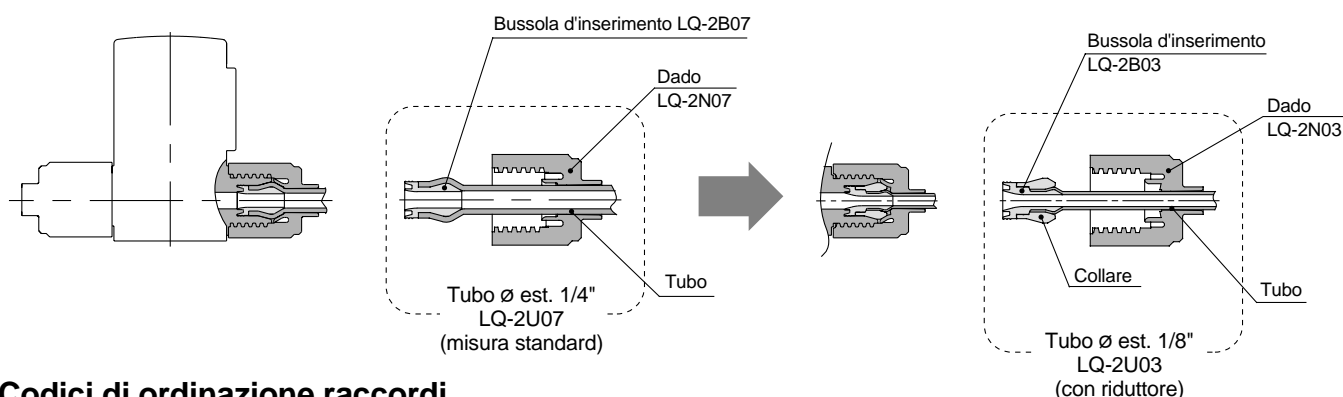 Bussola d'inserimento LQ-2B07
Dado
LQ-2N07
Tubo
Tubo ø est. 1/4"
LQ-2U07
(misura standard)
Bussola d'inserimento
LQ-2B03
Dado
LQ-2N03
Collare
Tubo
Tubo ø est. 1/8"
LQ-2U03
(con riduttore)
Codici di ordinazione raccordi